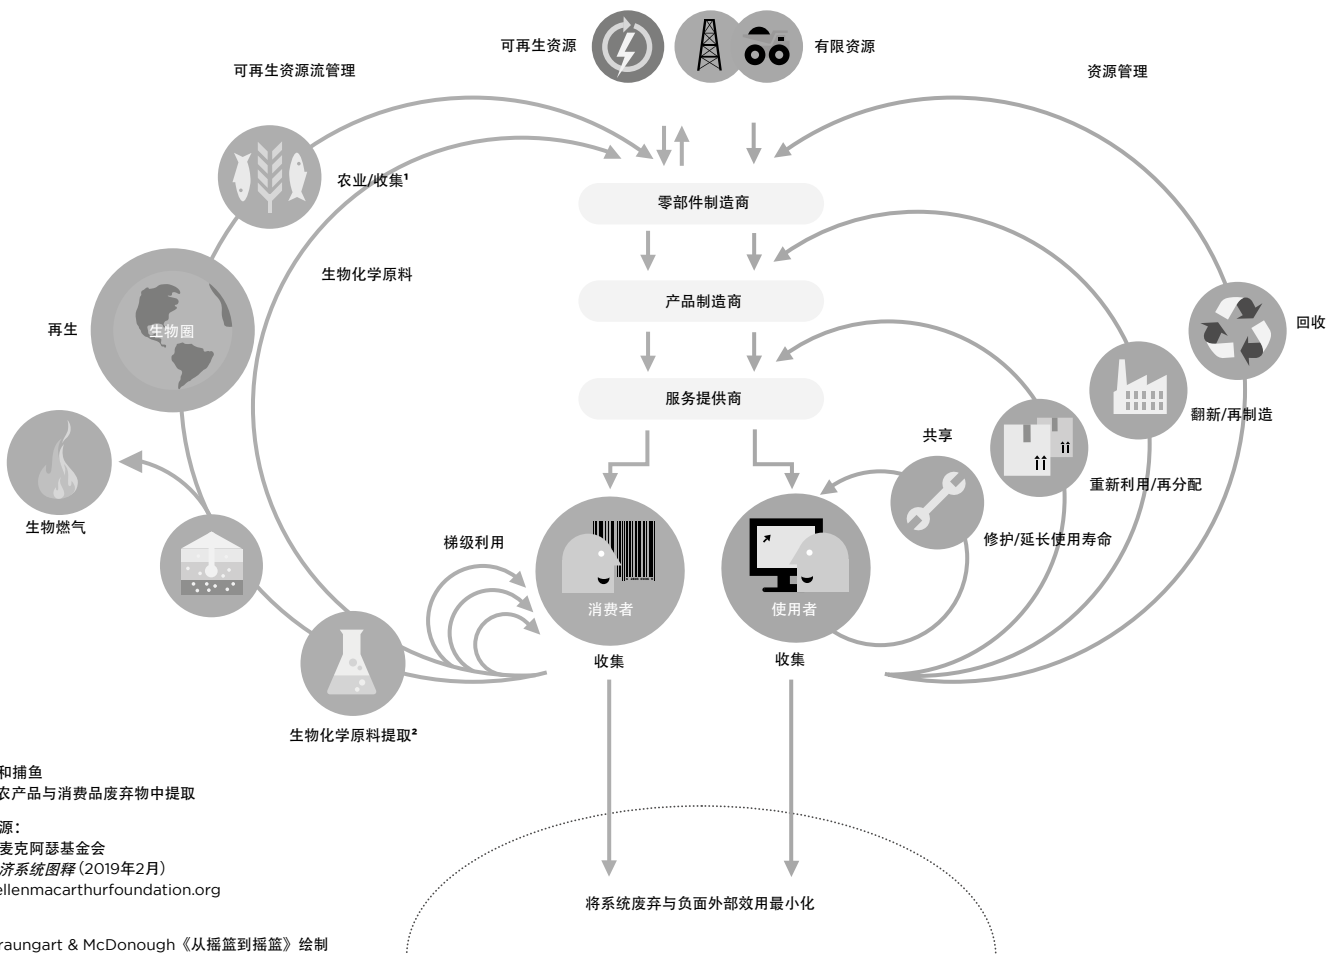 可再生资源
有限资源
可再生资源流管理
资源管理
农业/收集¹
零部件制造商
生物化学原料
产品制造商
再生
生物圈
回收
服务提供商
翻新/再制造
共享
重新利用/再分配
生物燃气
修护/延长使用寿命
梯级利用
消费者
使用者
收集
收集
生物化学原料提取²
和捕鱼
农产品与消费品废弃物中提取
源：
麦克阿瑟基金会
济系统图释（2019年2月）
ellenmacarthurfoundation.org
将系统废弃与负面外部效用最小化
raungart & McDonough《从摇篮到摇篮》绘制